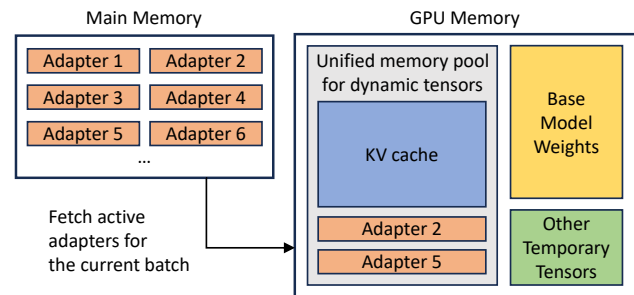 Main Memory
Adapter 1
Adapter 2
Adapter 3
Adapter 4
Adapter 5
Adapter 6
...
Fetch active
adapters for
the current batch
GPU Memory
Unified memory pool
for dynamic tensors
KV cache
Adapter 2
Adapter 5
Base
Model
Weights
Other
Temporary
Tensors